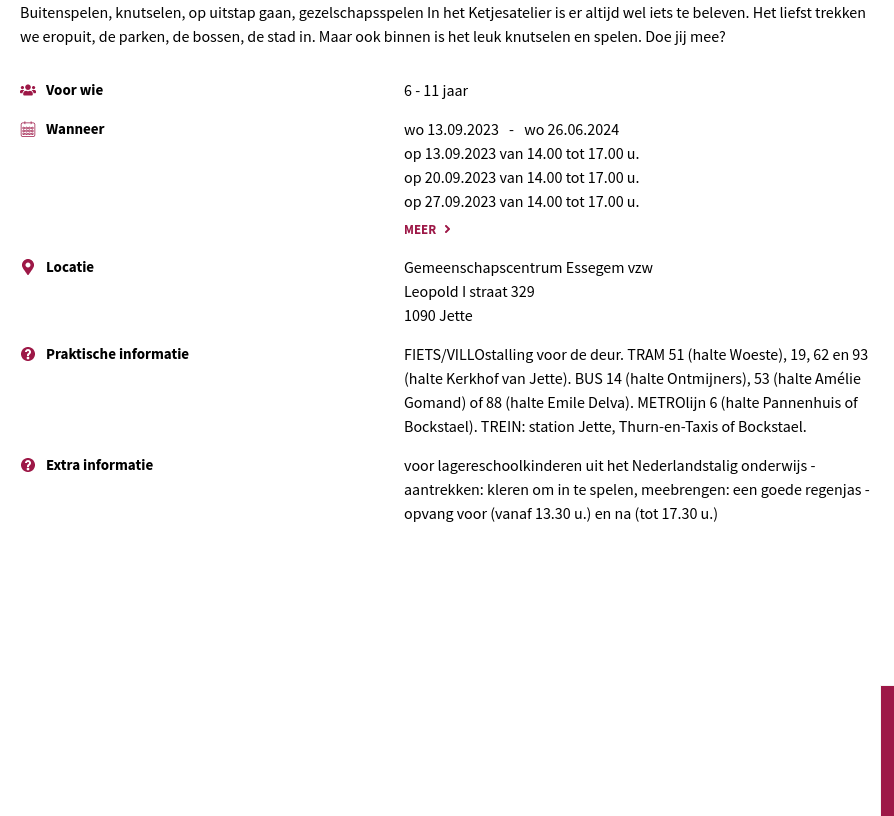 Buitenspelen, knutselen, op uitstap gaan, gezelschapsspelen In het Ketjesatelier is er altijd wel iets te beleven. Het liefst trekken
we eropuit, de parken, de bossen, de stad in. Maar ook binnen is het leuk knutselen en spelen. Doe jij mee?
Voor wie
6 - 11 jaar
Wanneer
wo 13.09.2023 - wo 26.06.2024
op 13.09.2023 van 14.00 tot 17.00 u.
op 20.09.2023 van 14.00 tot 17.00 u.
op 27.09.2023 van 14.00 tot 17.00 u.
MEER
Locatie
Gemeenschapscentrum Essegem vzw
Leopold I straat 329
1090 Jette
Praktische informatie
FIETS/VILLOstalling voor de deur. TRAM 51 (halte Woeste), 19, 62 en 93
(halte Kerkhof van Jette). BUS 14 (halte Ontmijners), 53 (halte Amélie
Gomand) of 88 (halte Emile Delva). METROlijn 6 (halte Pannenhuis of
Bockstael). TREIN: station Jette, Thurn-en-Taxis of Bockstael.
Extra informatie
voor lagereschoolkinderen uit het Nederlandstalig onderwijs -
aantrekken: kleren om in te spelen, meebrengen: een goede regenjas -
opvang voor (vanaf 13.30 u.) en na (tot 17.30 u.)